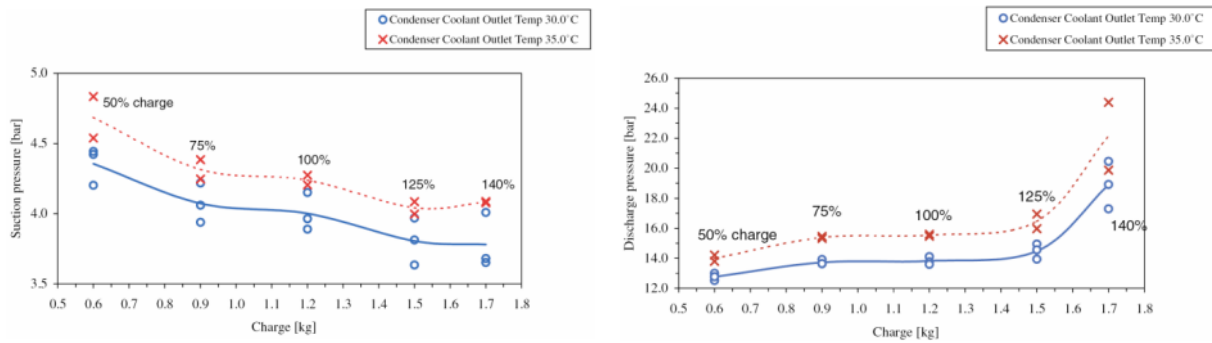 Condenser Coolant Outlet Temp 30.0˚C
Condenser Coolant Outlet Temp 35.0˚C
5.0
4.5
4.0
3.5
Suction pressure [bar]
50% charge
75%
100%
125%
140%
0.5 0.6 0.7 0.8 0.9 1.0 1.1 1.2 1.3 1.4 1.5 1.6 1.7 1.8
Charge [kg]
Condenser Coolant Outlet Temp 30.0˚C
Condenser Coolant Outlet Temp 35.0˚C
26.0
24.0
22.0
20.0
18.0
16.0
14.0
12.0
Discharge pressure [bar]
50% charge
75%
100%
125%
140%
0.5 0.6 0.7 0.8 0.9 1.0 1.1 1.2 1.3 1.4 1.5 1.6 1.7 1.8
Charge [kg]